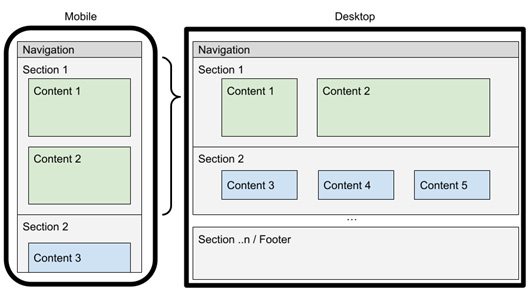 Mobile
Navigation
Section 1
Content 1
Content 2
Section 2
Content 3
Desktop
Navigation
Section 1
Content 1
Content 2
Section 2
Content 3
Content 4
Content 5
...
Section ..n / Footer